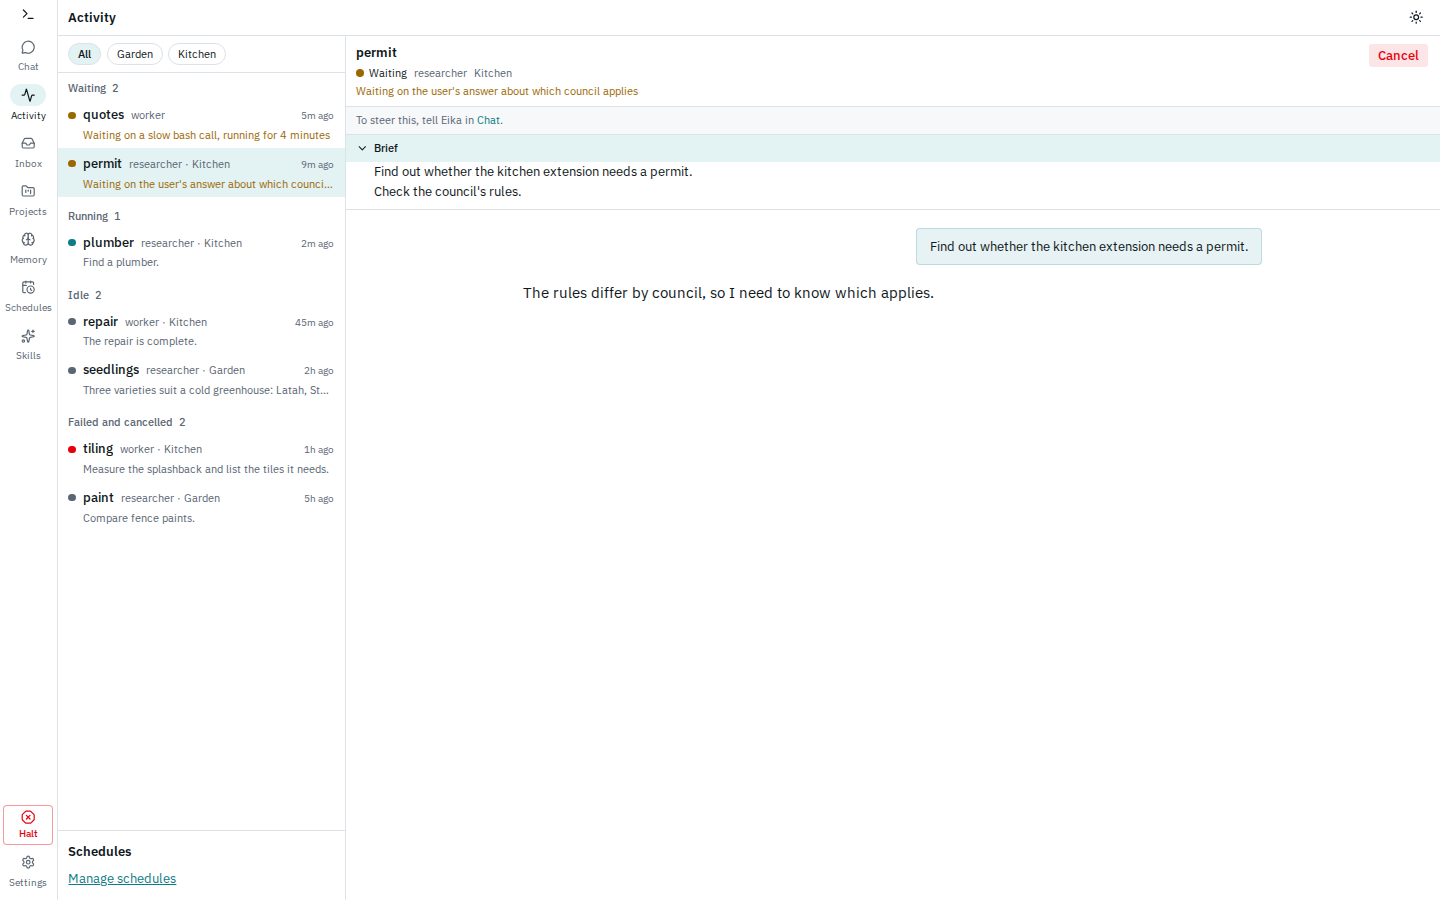 Activity
Chat
Activity
Inbox
Projects
Memory
Schedules
Skills
Halt
Settings
All
Garden
Kitchen
Waiting 2
quotes worker 5m ago
Waiting on a slow bash call, running for 4 minutes
permit researcher · Kitchen 9m ago
Waiting on the user's answer about which counci...
Running 1
plumber researcher · Kitchen 2m ago
Find a plumber.
Idle 2
repair worker · Kitchen 45m ago
The repair is complete.
seedlings researcher · Garden 2h ago
Three varieties suit a cold greenhouse: Latah, St...
Failed and cancelled 2
tiling worker · Kitchen 1h ago
Measure the splashback and list the tiles it needs.
paint researcher · Garden 5h ago
Compare fence paints.
Schedules
Manage schedules
permit
Cancel
Waiting researcher Kitchen
Waiting on the user's answer about which council applies
To steer this, tell Eika in Chat.
Brief
Find out whether the kitchen extension needs a permit.
Check the council's rules.
Find out whether the kitchen extension needs a permit.
The rules differ by council, so I need to know which applies.